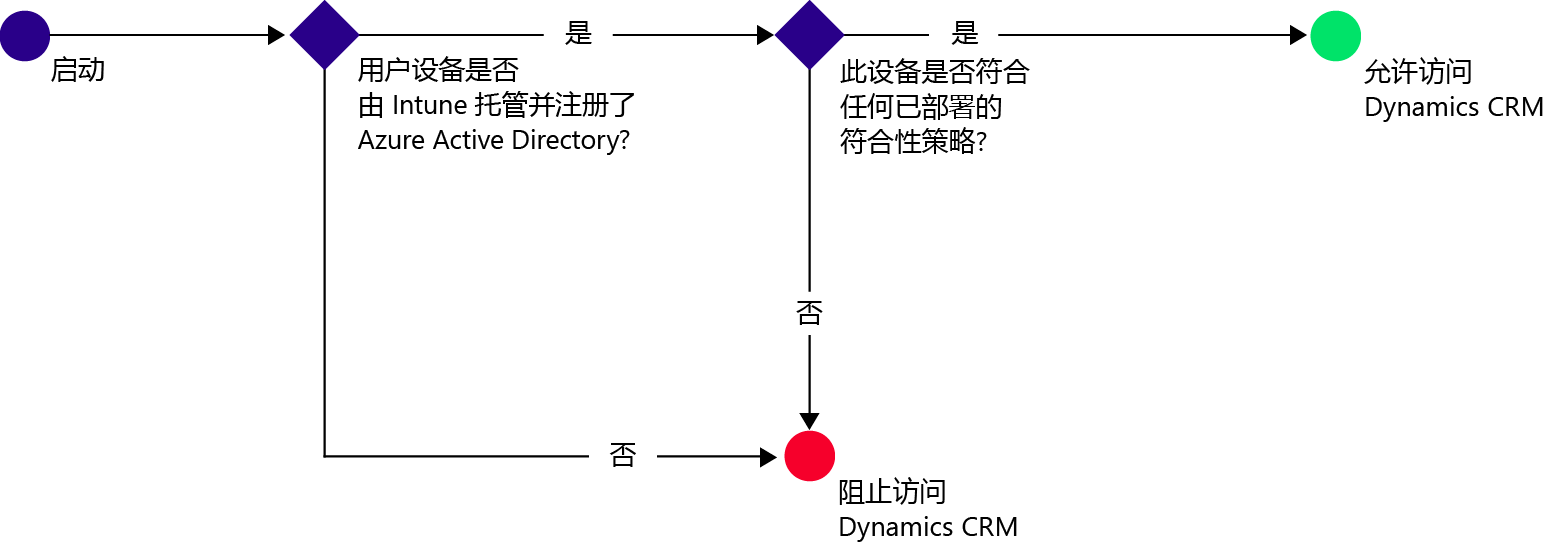 是
是
启动
用户设备是否
由 Intune 托管并注册了
Azure Active Directory?
此设备是否符合
任何已部署的
符合性策略?
允许访问
Dynamics CRM
否
否
阻止访问
Dynamics CRM